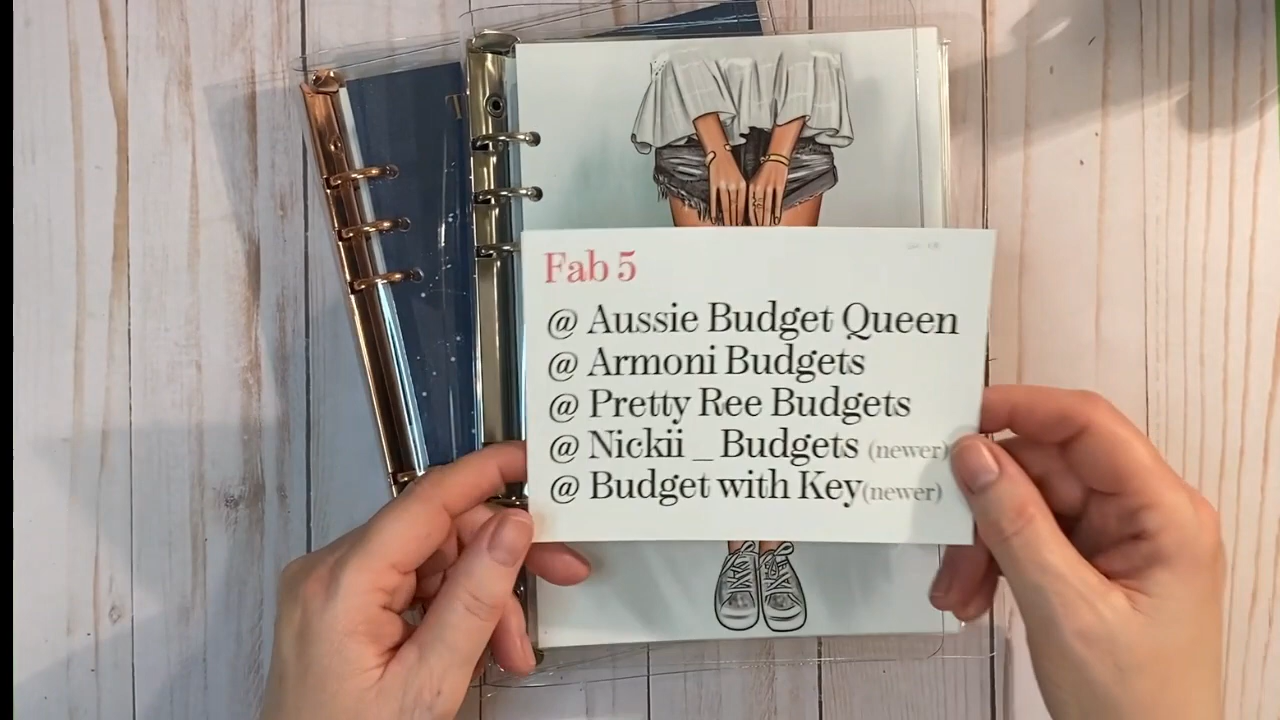 Fab 5
@ Aussie Budget Queen
@ Armoni Budgets
@ Pretty Ree Budgets
@ Nickii _ Budgets (newer)
@ Budget with Key(newer)